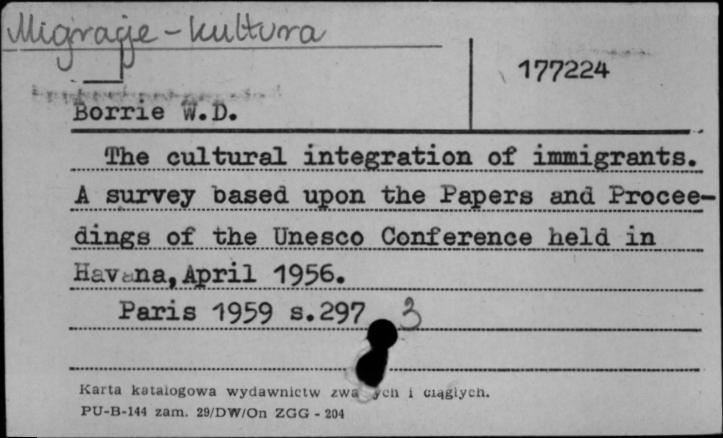 Migracje - kultura
177224
Borrie W.D.
The cultural integration of immigrants.
A survey based upon the Papers and Procee-
dings of the Unesco Conference held in
Havana, April 1956.
Paris 1959 s.297 3
Karta katalogowa wydawnictw i ciągłych.
PU-B-144 zam. 29/DW/On ZGG - 204